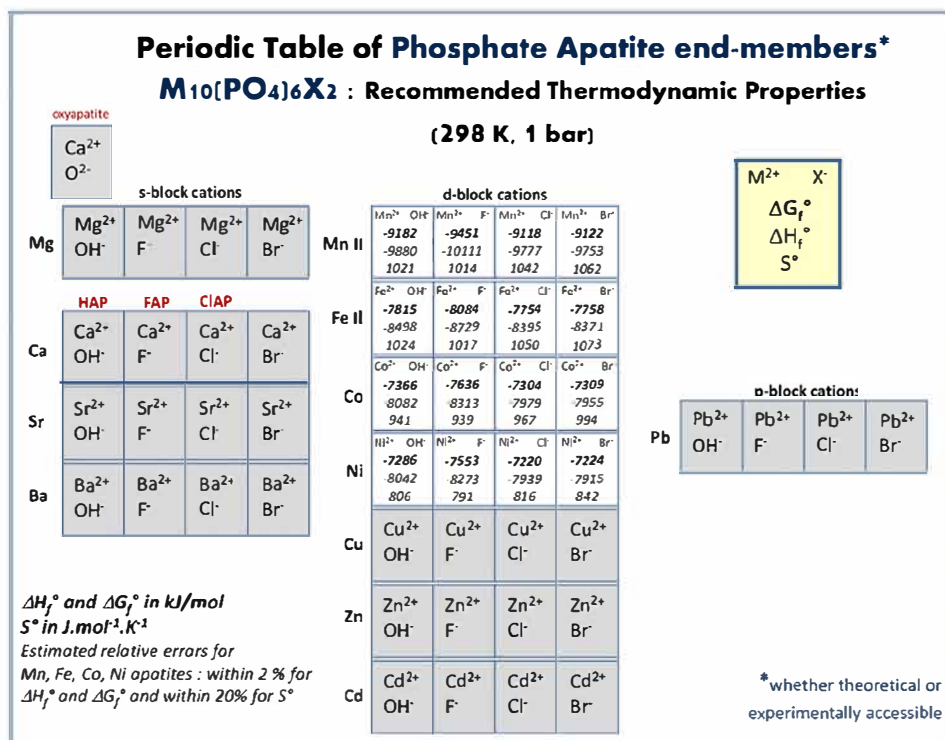 Periodic Table of Phosphate Apatite end-members*
M10(PO4)6X2 : Recommended Thermodynamic Properties
(298 K, 1 bar)
oxyapatite
Ca²⁺
O²⁻
s-block cations
Mg
Mg²⁺ Mg²⁺ Mg²⁺ Mg²⁺
OH⁻ F⁻ Cl⁻ Br⁻
HAP FAP ClAP
Ca
Ca²⁺ Ca²⁺ Ca²⁺ Ca²⁺
OH⁻ F⁻ Cl⁻ Br⁻
Sr
Sr²⁺ Sr²⁺ Sr²⁺ Sr²⁺
OH⁻ F⁻ Cl⁻ Br⁻
Ba
Ba²⁺ Ba²⁺ Ba²⁺ Ba²⁺
OH⁻ F⁻ Cl⁻ Br⁻
d-block cations
Mn II
Mn²⁺ OH⁻ Mn²⁺ F⁻ Mn²⁺ Cl⁻ Mn²⁺ Br⁻
-9182 -9451 -9118 -9122
-9880 -10111 -9777 -9753
1021 1014 1042 1062
Fe II
Fe²⁺ OH⁻ Fe²⁺ F⁻ Fe²⁺ Cl⁻ Fe²⁺ Br⁻
-7815 -8084 -7754 -7758
-8498 -8729 -8395 -8371
1024 1017 1050 1073
Co
Co²⁺ OH⁻ Co²⁺ F⁻ Co²⁺ Cl⁻ Co²⁺ Br⁻
-7366 -7636 -7304 -7309
-8082 -8313 -7979 -7955
941 939 967 994
Ni
Ni²⁺ OH⁻ Ni²⁺ F⁻ Ni²⁺ Cl⁻ Ni²⁺ Br⁻
-7286 -7553 -7220 -7224
-8042 -8273 -7939 -7915
806 791 816 842
Cu
Cu²⁺ Cu²⁺ Cu²⁺ Cu²⁺
OH⁻ F⁻ Cl⁻ Br⁻
Zn
Zn²⁺ Zn²⁺ Zn²⁺ Zn²⁺
OH⁻ F⁻ Cl⁻ Br⁻
Cd
Cd²⁺ Cd²⁺ Cd²⁺ Cd²⁺
OH⁻ F⁻ Cl⁻ Br⁻
M²⁺ X⁻
ΔGf°
ΔHf°
S°
p-block cations
Pb
Pb²⁺ Pb²⁺ Pb²⁺ Pb²⁺
OH⁻ F⁻ Cl⁻ Br⁻
ΔHf° and ΔGf° in kJ/mol
S° in J.mol⁻¹.K⁻¹
Estimated relative errors for
Mn, Fe, Co, Ni apatites : within 2 % for
ΔHf° and ΔGf° and within 20% for S°
*whether theoretical or
experimentally accessible